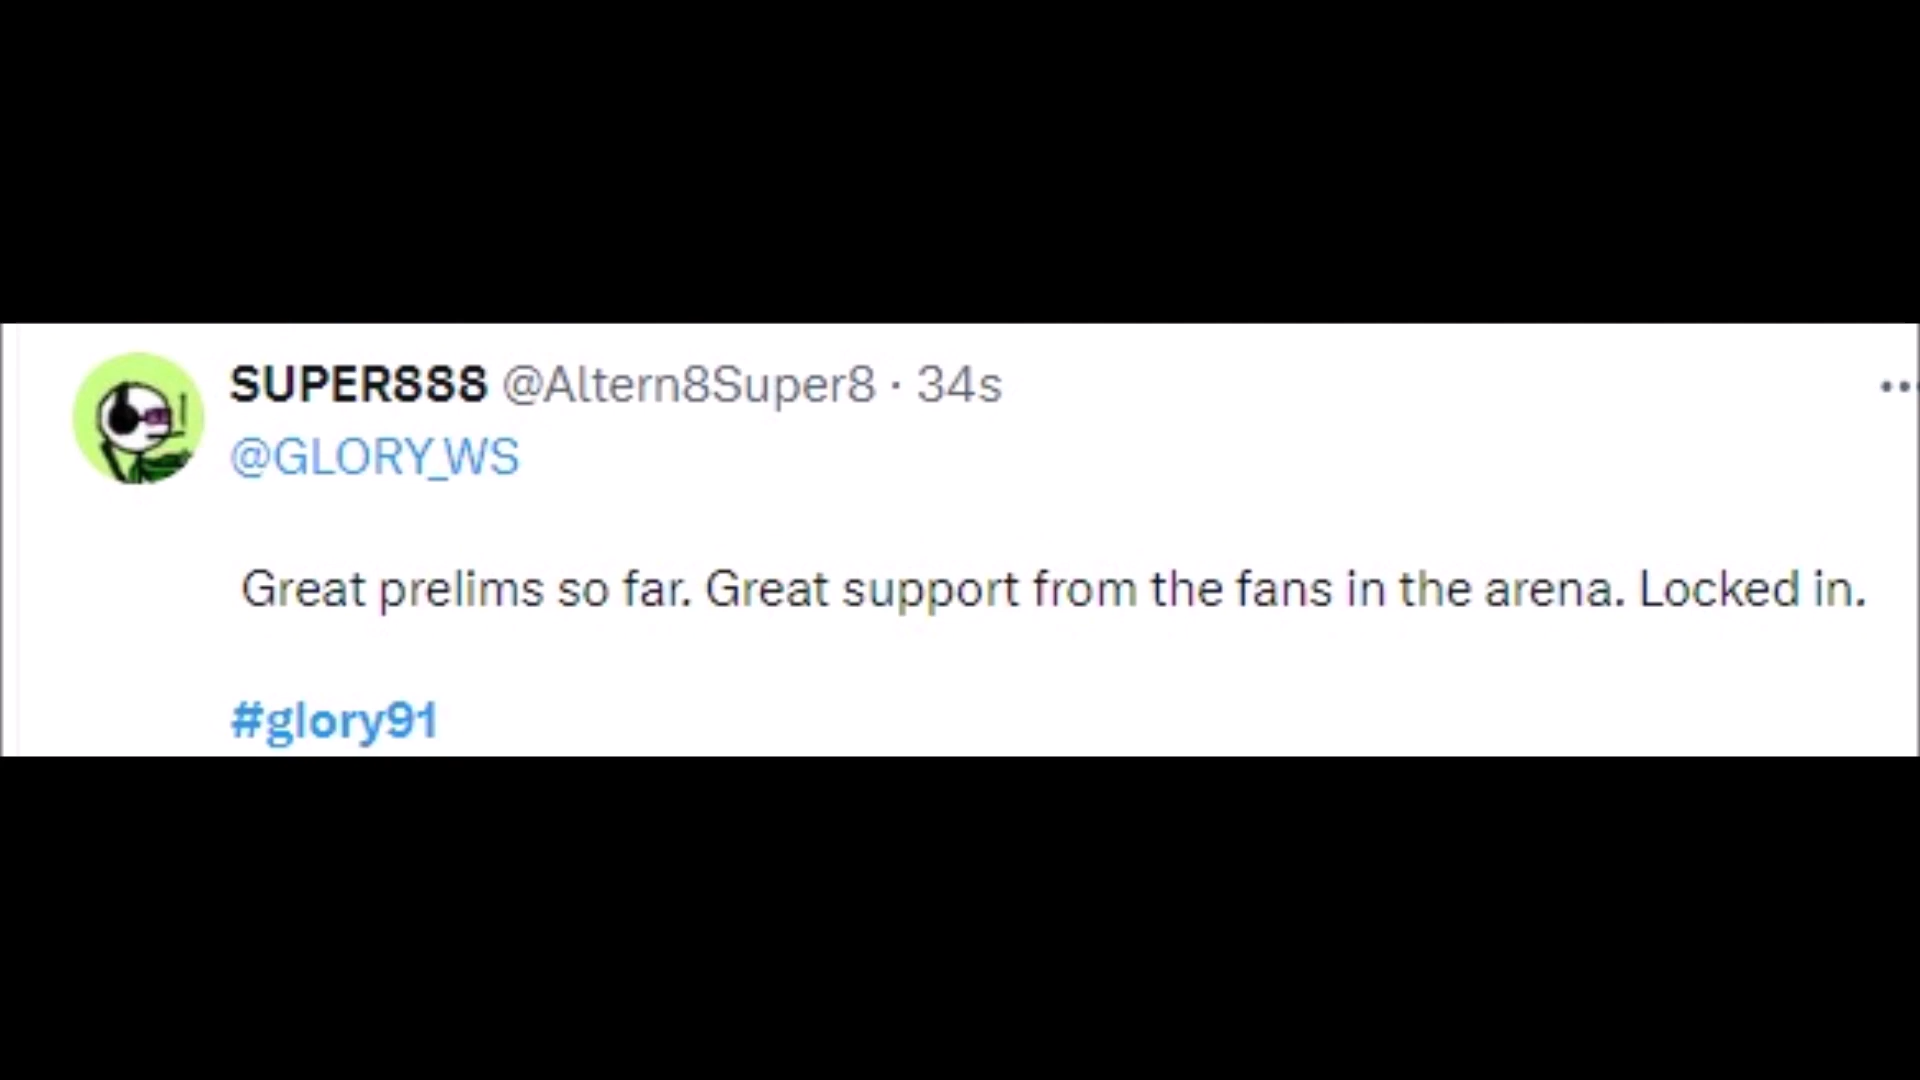 SUPER888 @Altern8Super8 · 34s
@GLORY_WS
Great prelims so far. Great support from the fans in the arena. Locked in.
#glory91